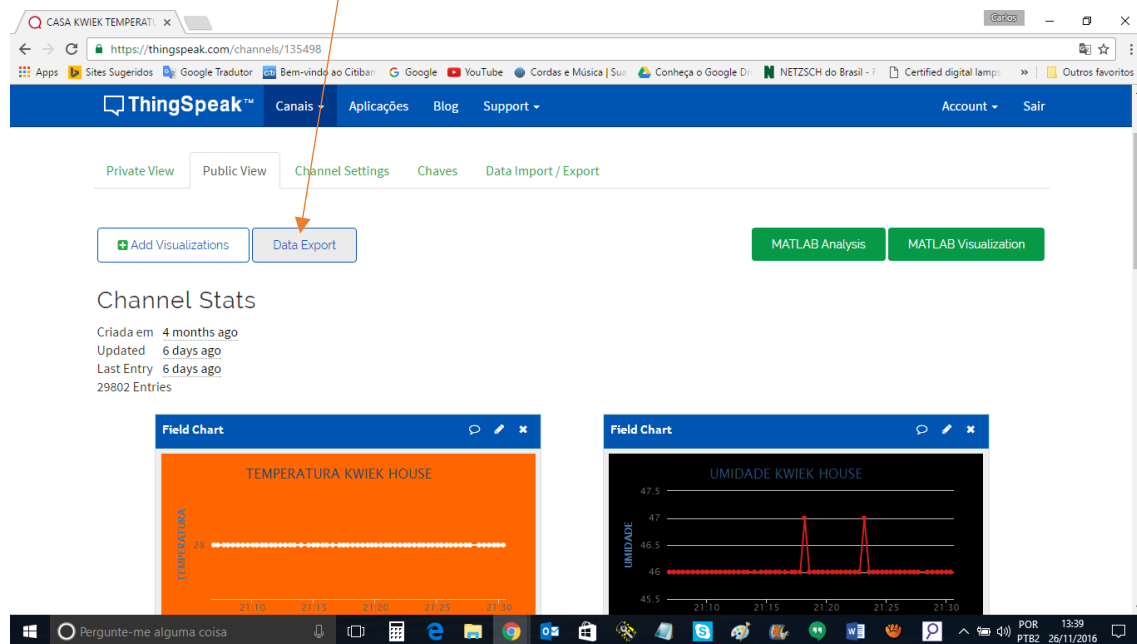 CASA KWIEK TEMPERATU
Carlos
https://thingspeak.com/channels/135498
Apps Sites Sugeridos Google Tradutor citi Bem-vindo ao Citiban Google YouTube Cordas e Música | Sua Conheça o Google Dri NETZSCH do Brasil - F Certified digital lamps » Outros favoritos
ThingSpeak™ Canais Aplicações Blog Support Account Sair
Private View Public View Channel Settings Chaves Data Import / Export
Add Visualizations Data Export MATLAB Analysis MATLAB Visualization
Channel Stats
Criada em 4 months ago
Updated 6 days ago
Last Entry 6 days ago
29802 Entries
Field Chart
TEMPERATURA KWIEK HOUSE
TEMPERATURA
28
21:10 21:15 21:20 21:25 21:30
Field Chart
UMIDADE KWIEK HOUSE
UMIDADE
47.5
47
46.5
46
45.5
21:10 21:15 21:20 21:25 21:30
Pergunte-me alguma coisa
POR 13:39
PTB2 26/11/2016